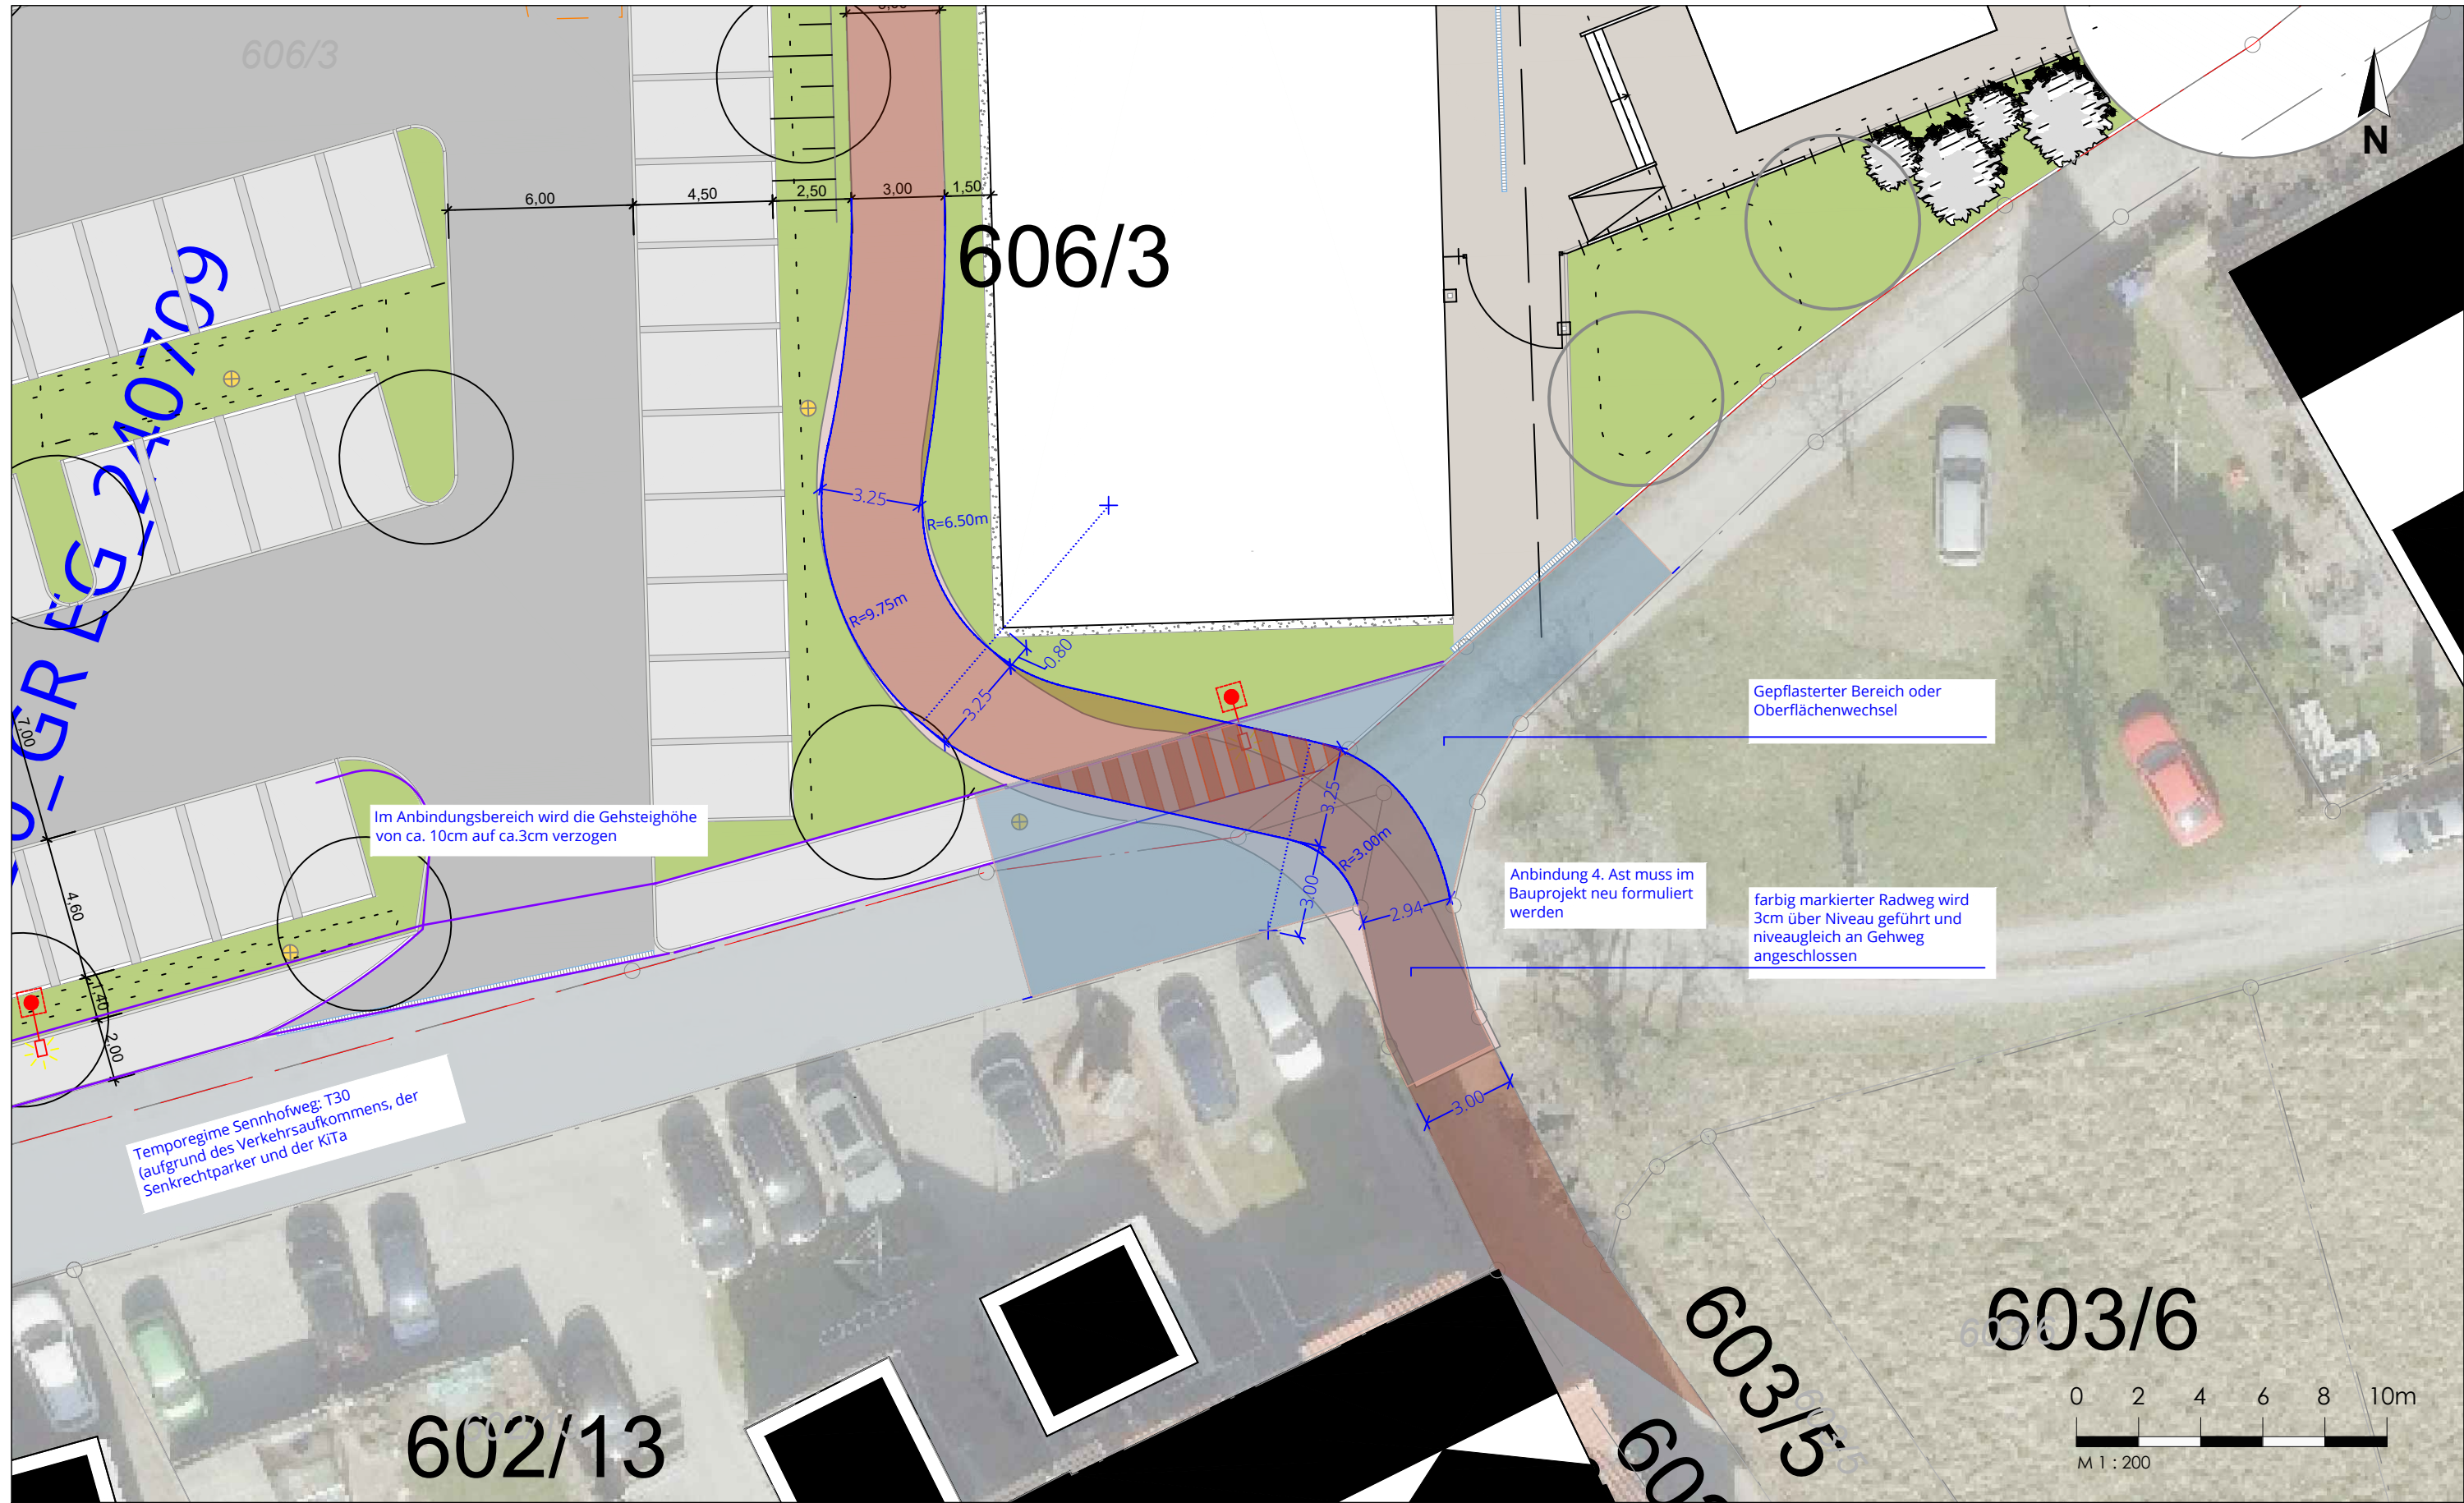 606/3
N
6,00
4,50
2,50
3,00
1,50
606/3
GR EG_240709
3.25
R=6.50m
R=9.75m
0.80
3.25
Gepflasterter Bereich oder
Oberflächenwechsel
7,00
Im Anbindungsbereich wird die Gehsteighöhe
von ca. 10cm auf ca.3cm verzogen
3.25
R=3.00m
3.00
2.94
Anbindung 4. Ast muss im
Bauprojekt neu formuliert
werden
farbig markierter Radweg wird
3cm über Niveau geführt und
niveaugleich an Gehweg
angeschlossen
4,60
1,40
2,00
3.00
Temporegime Sennhofweg: T30
(aufgrund des Verkehrsaufkommens, der
Senkrechtparker und der KiTa
603/5
603/6
602/13
0 2 4 6 8 10m
M 1 : 200